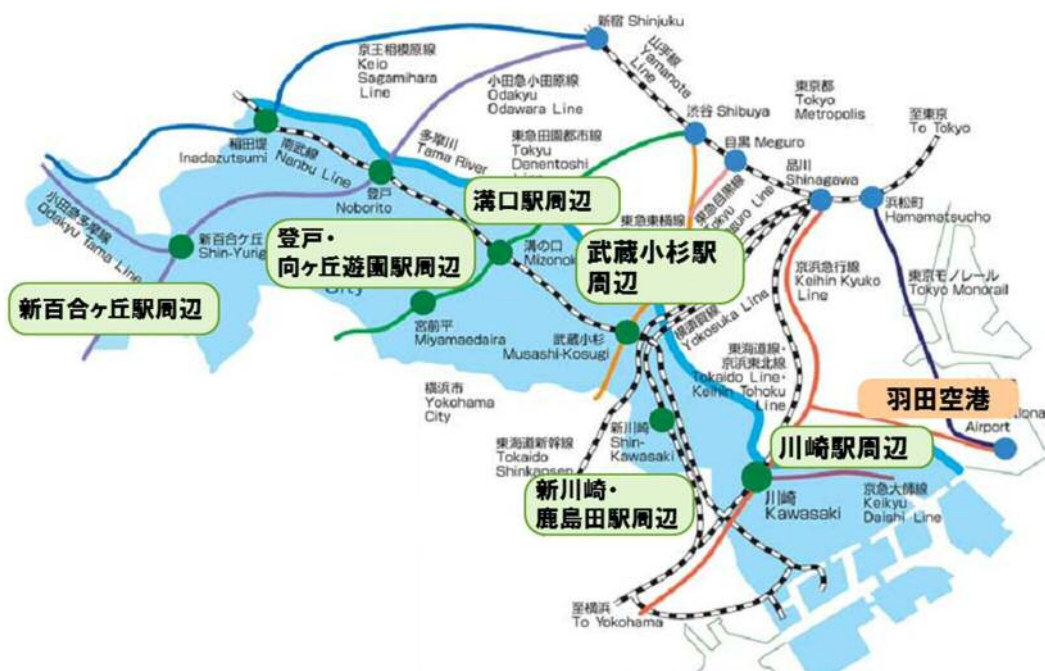 新宿 Shinjuku
京王相模原線
Keio
Sagamihara
Line
小田急小田原線
Odakyu
Odawara Line
山手線
Yamanote
Line
渋谷 Shibuya
東京都
Tokyo
Metropolis
至東京
To Tokyo
目黒 Meguro
品川
Shinagawa
浜松町
Hamamatsucho
稲田堤
Inadazutsumi
南武線
Nanbu Line
多摩川
Tama River
東急田園都市線
Tokyu
Denentoshi
登戸
Noborito
溝口駅周辺
東急東横線
東急目黒線
小田急多摩線
Odakyu Tama Line
新百合ケ丘
Shin-Yurig
登戸・
向ヶ丘遊園駅周辺
City
溝の口
Mizonok
武蔵小杉駅
周辺
京浜急行線
Keihin Kyuko
Line
東京モノレール
Tokyo Monorail
新百合ヶ丘駅周辺
宮前平
Miyamaedaira
武蔵小杉
Musashi-Kosugi
横須賀線
Yokosuka Line
東海道線・
京浜東北線
Tokaido Line・
Keihin Tohoku
Line
横浜市
Yokohama
City
羽田空港
Airport
東海道新幹線
Tokaido
Shinkansen
新川崎
Shin-
Kawasaki
川崎駅周辺
新川崎・
鹿島田駅周辺
川崎
Kawasaki
京急大師線
Keikyu
Daishi Line
至横浜
To Yokohama